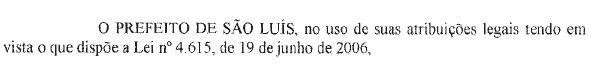 O PREFEITO DE SÃO LUÍS, no uso de suas atribuições legais tendo em
vista o que dispõe a Lei nº 4.615, de 19 de junho de 2006,